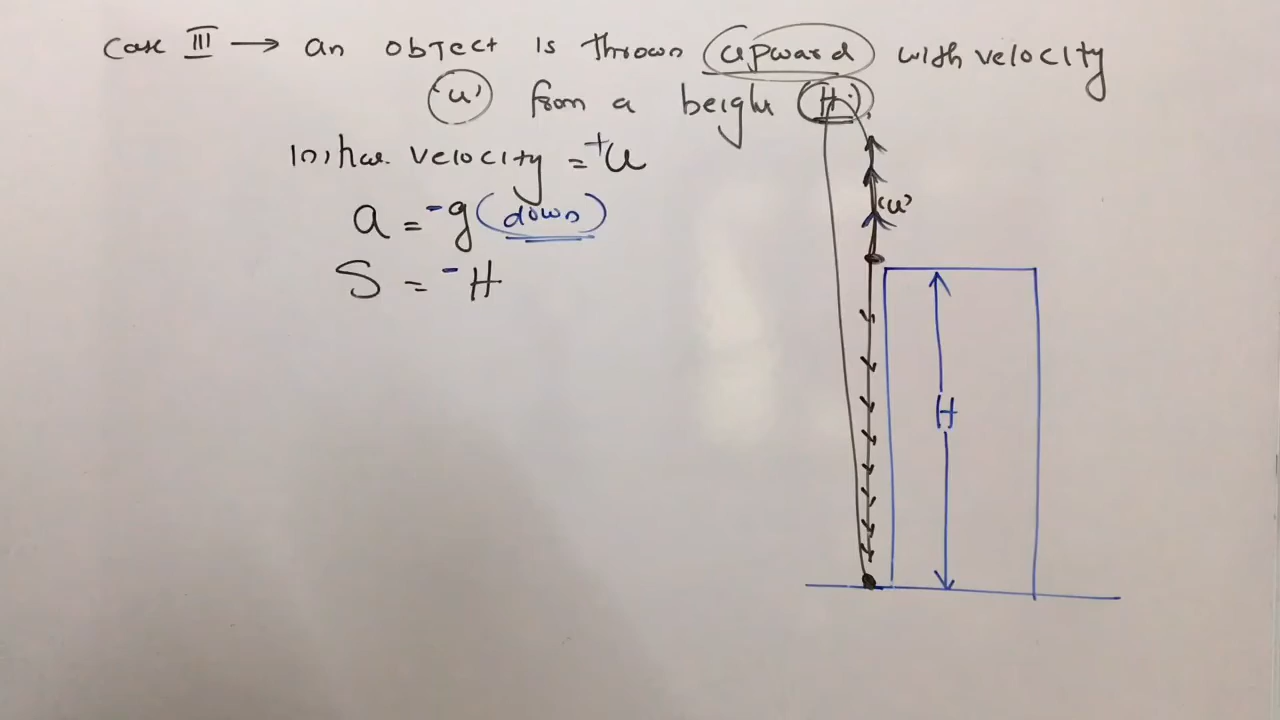 Case III → an object is thrown upward with velocity
'u' from a height (H).
Initial velocity = +u
a = -g (down)
S = -H
'u'
H